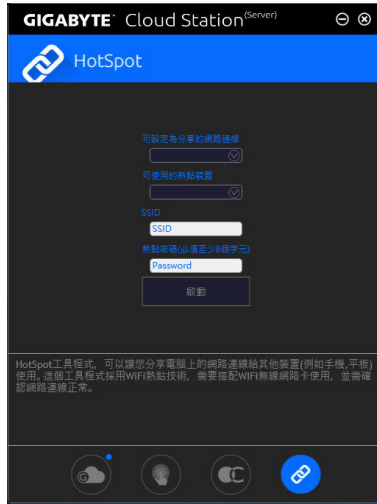 GIGABYTE™ Cloud Station(Server)
HotSpot
可設定為分享的網路連線
可使用的熱點裝置
SSID
SSID
熱點密碼(必須至少8個字元)
Password
啟動
HotSpot工具程式，可以讓您分享電腦上的網路連線給其他裝置(例如手機,平板)
使用。這個工具程式採用WIFI熱點技術，需要搭配WIFI無線網路卡使用，並需確
認網路連線正常。